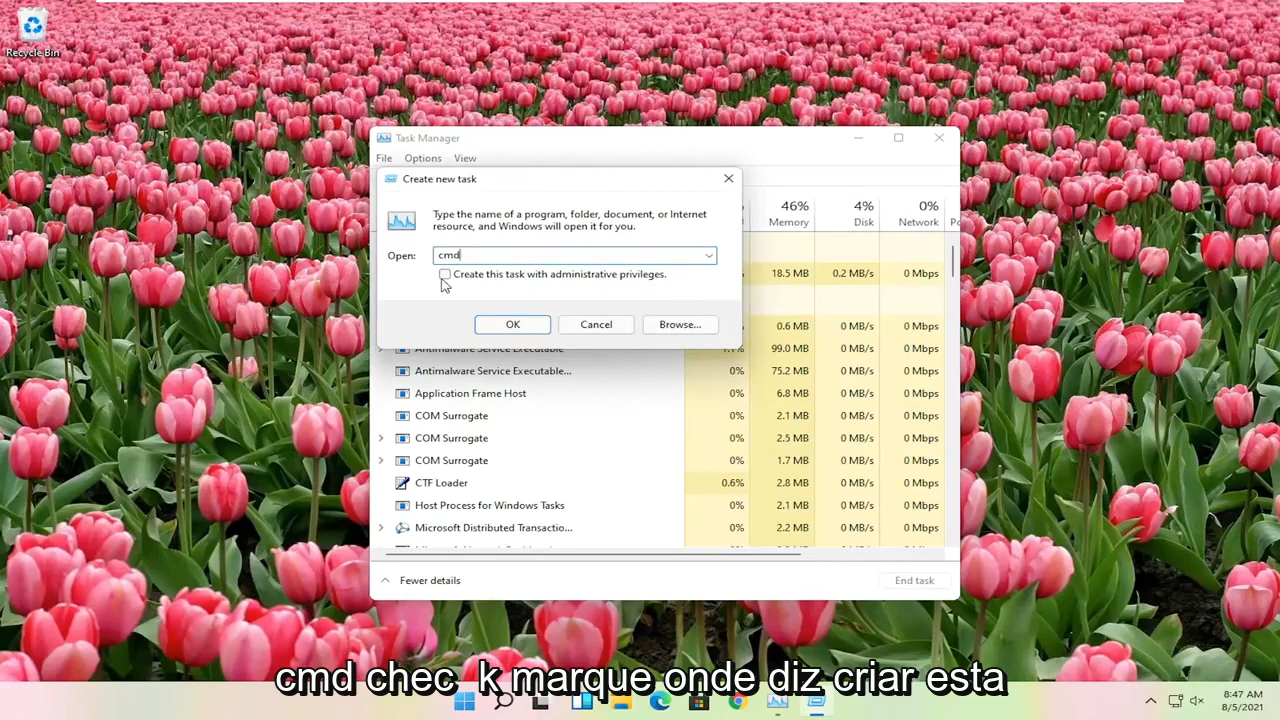 Recycle Bin
Task Manager
File Options View
Create new task
Type the name of a program, folder, document, or Internet
resource, and Windows will open it for you.
Open: cmd
Create this task with administrative privileges.
OK Cancel Browse...
46% 4% 0%
Memory Disk Network
18.5 MB 0.2 MB/s 0 Mbps
0.6 MB 0 MB/s 0 Mbps
Antimalware Service Executable 99.0 MB 0 MB/s 0 Mbps
Antimalware Service Executable... 0% 75.2 MB 0 MB/s 0 Mbps
Application Frame Host 0% 6.8 MB 0 MB/s 0 Mbps
COM Surrogate 0% 2.1 MB 0 MB/s 0 Mbps
COM Surrogate 0% 2.5 MB 0 MB/s 0 Mbps
COM Surrogate 0% 1.7 MB 0 MB/s 0 Mbps
CTF Loader 0.6% 2.8 MB 0 MB/s 0 Mbps
Host Process for Windows Tasks 0% 2.1 MB 0 MB/s 0 Mbps
Microsoft Distributed Transactio... 0% 2.2 MB 0 MB/s 0 Mbps
Fewer details End task
cmd chec k marque onde diz criar esta
8:47 AM
8/5/2021